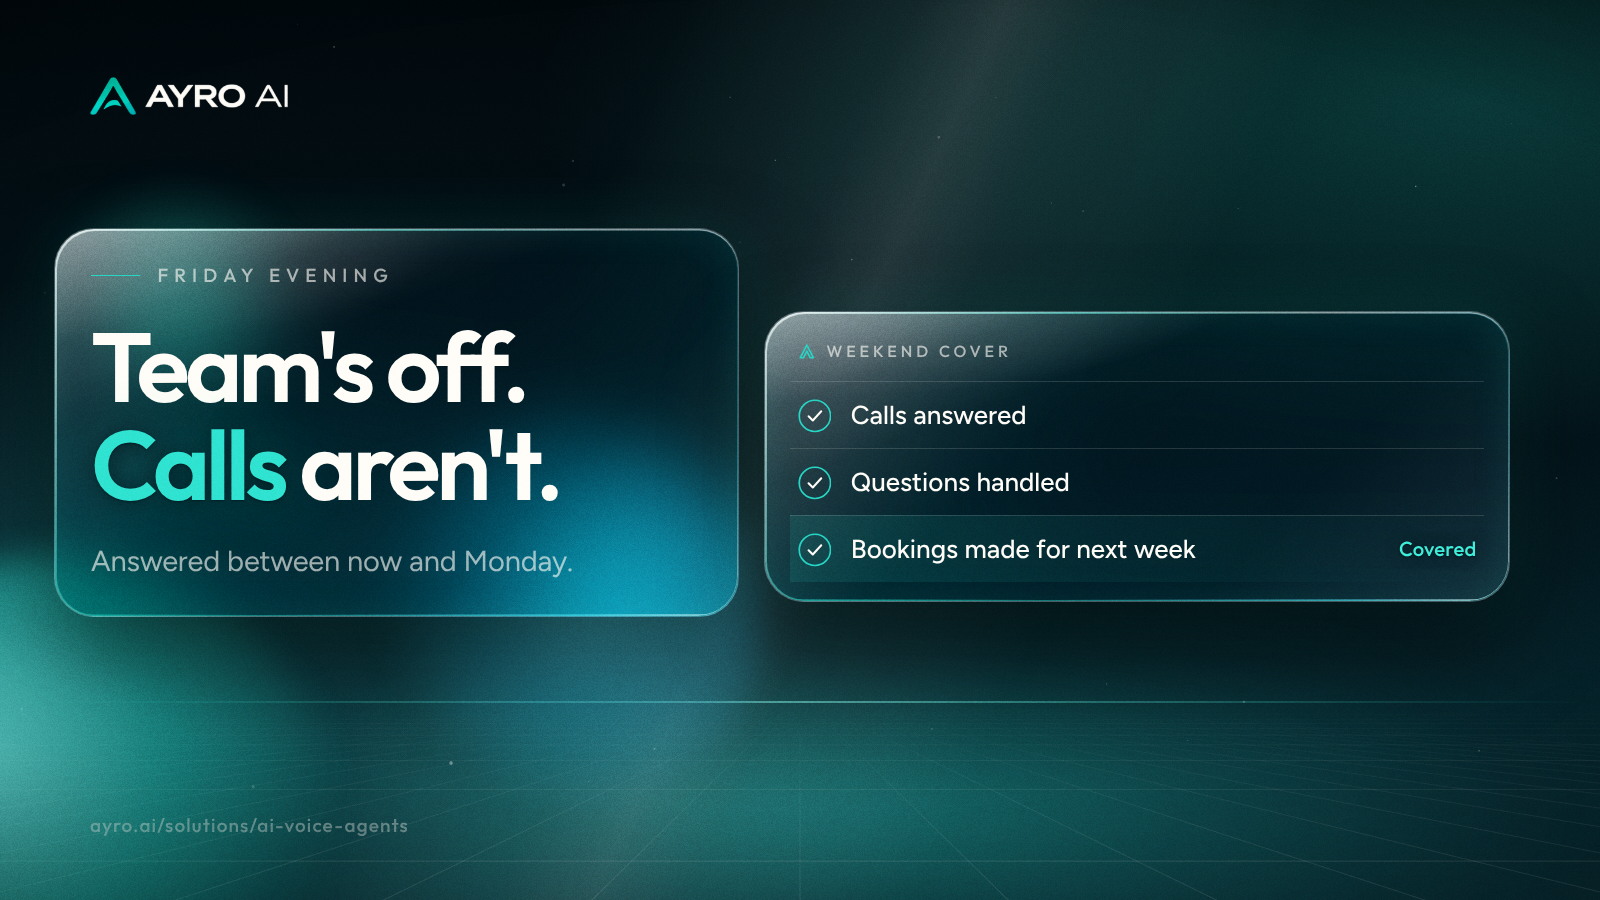 AYRO AI
FRIDAY EVENING
Team's off.
Calls aren't.
Answered between now and Monday.
WEEKEND COVER
Calls answered
Questions handled
Bookings made for next week
Covered
ayro.ai/solutions/ai-voice-agents